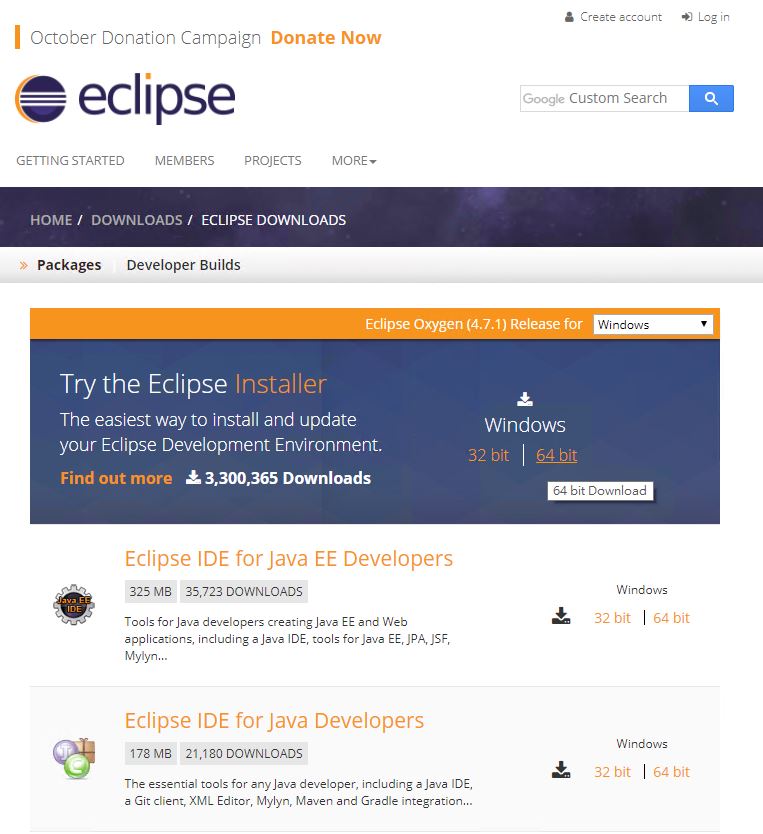 Create account Log in
October Donation Campaign Donate Now
eclipse
Google Custom Search
GETTING STARTED MEMBERS PROJECTS MORE
HOME / DOWNLOADS / ECLIPSE DOWNLOADS
» Packages Developer Builds
Eclipse Oxygen (4.7.1) Release for Windows
Try the Eclipse Installer
The easiest way to install and update
your Eclipse Development Environment.
Find out more 3,300,365 Downloads
Windows
32 bit | 64 bit
64 bit Download
Eclipse IDE for Java EE Developers
325 MB 35,723 DOWNLOADS
Java EE
IDE
Tools for Java developers creating Java EE and Web
applications, including a Java IDE, tools for Java EE, JPA, JSF,
Mylyn...
Windows
32 bit | 64 bit
Eclipse IDE for Java Developers
178 MB 21,180 DOWNLOADS
The essential tools for any Java developer, including a Java IDE,
a Git client, XML Editor, Mylyn, Maven and Gradle integration...
Windows
32 bit | 64 bit